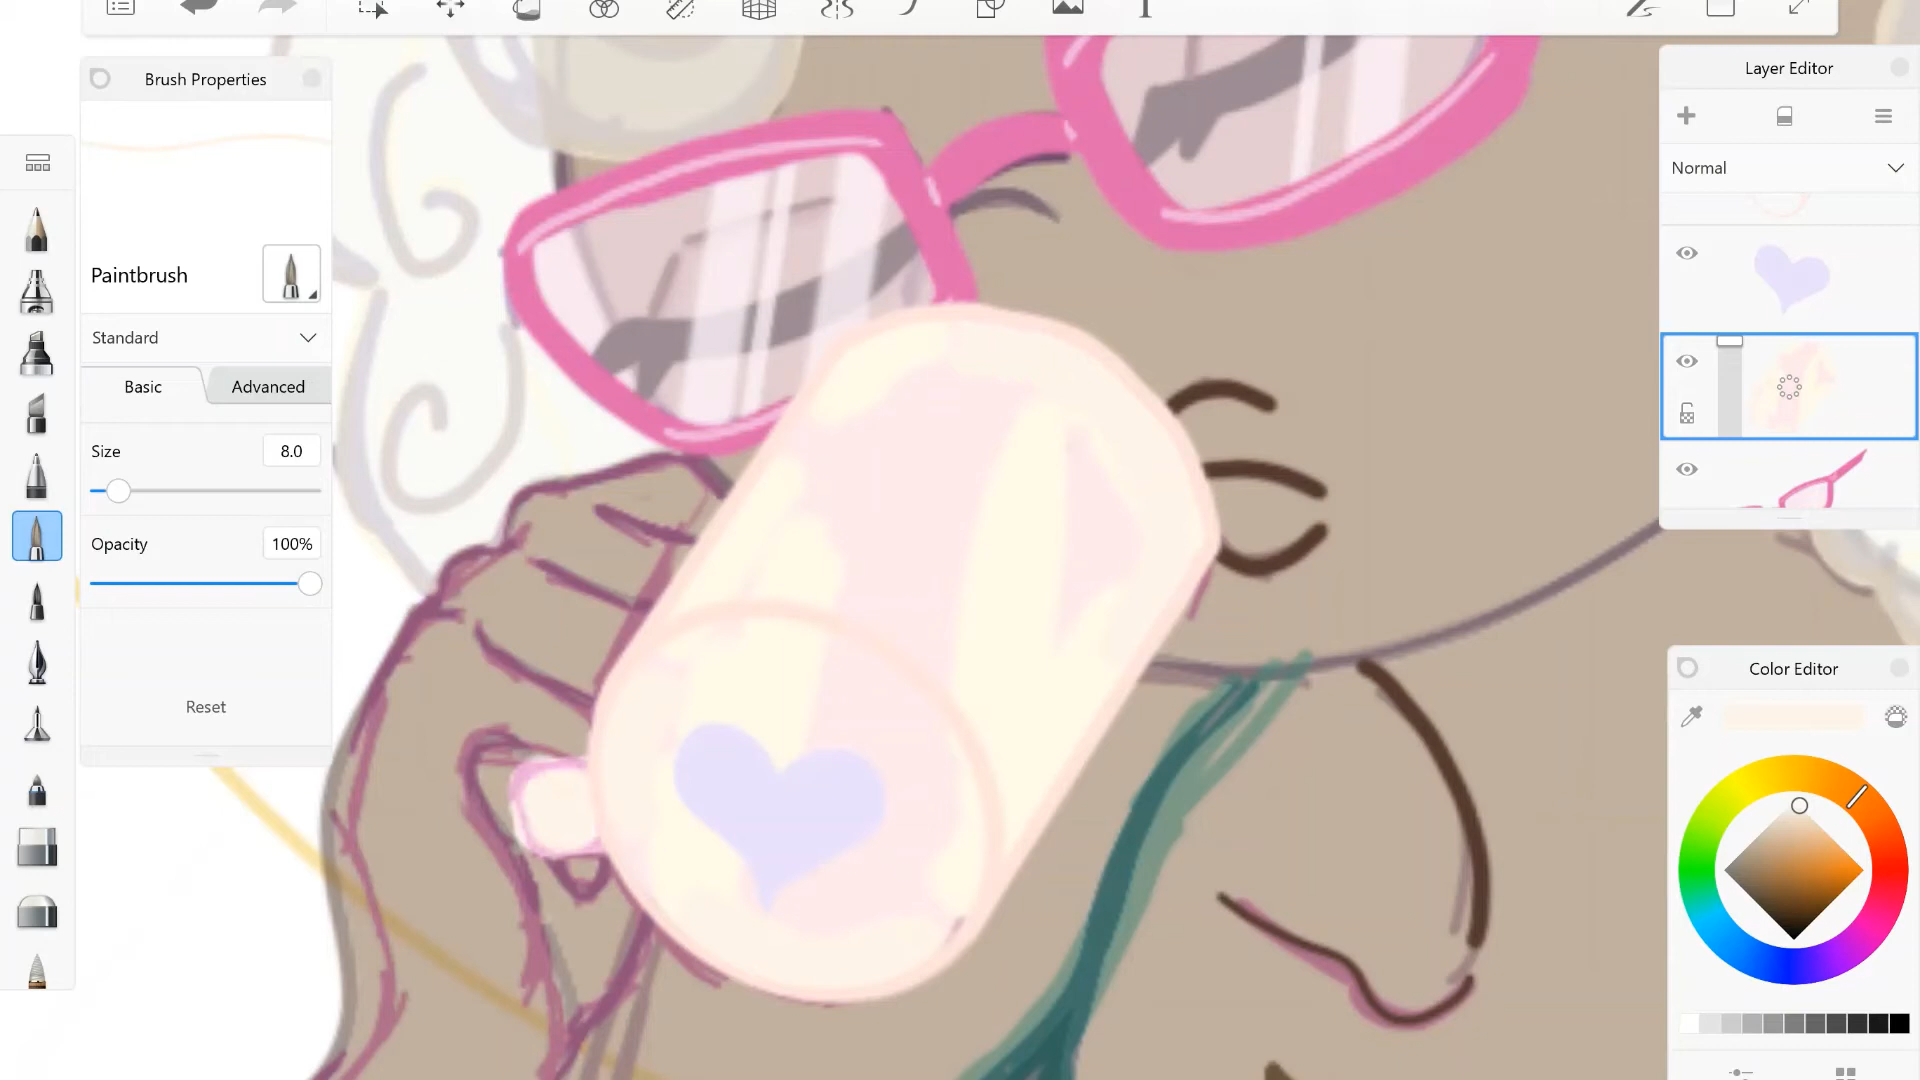 Brush Properties
Layer Editor
Normal
Paintbrush
Standard
Basic
Advanced
Size
8.0
Opacity
100%
Reset
Color Editor